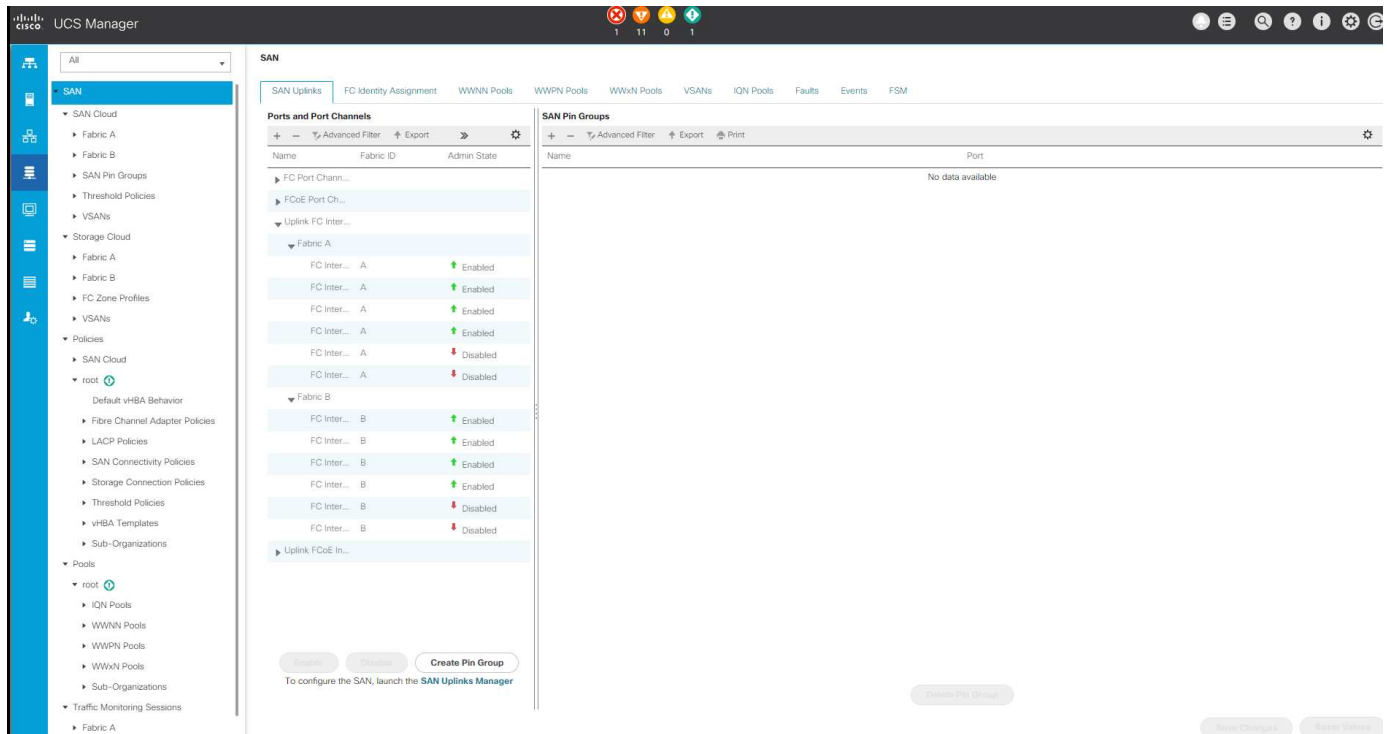 cisco UCS Manager
1 11 0 1
All
SAN
SAN Cloud
Fabric A
Fabric B
SAN Pin Groups
Threshold Policies
VSANs
Storage Cloud
Fabric A
Fabric B
FC Zone Profiles
VSANs
Policies
SAN Cloud
root
Default vHBA Behavior
Fibre Channel Adapter Policies
LACP Policies
SAN Connectivity Policies
Storage Connection Policies
Threshold Policies
vHBA Templates
Sub-Organizations
Pools
root
IQN Pools
WWNN Pools
WWPN Pools
WWxN Pools
Sub-Organizations
Traffic Monitoring Sessions
Fabric A
SAN
SAN Uplinks FC Identity Assignment WWNN Pools WWPN Pools WWxN Pools VSANs IQN Pools Faults Events FSM
Ports and Port Channels
+ − Advanced Filter Export »
Name Fabric ID Admin State
FC Port Chann...
FCoE Port Ch...
Uplink FC Inter...
Fabric A
FC Inter... A Enabled
FC Inter... A Enabled
FC Inter... A Enabled
FC Inter... A Enabled
FC Inter... A Disabled
FC Inter... A Disabled
Fabric B
FC Inter... B Enabled
FC Inter... B Enabled
FC Inter... B Enabled
FC Inter... B Enabled
FC Inter... B Disabled
FC Inter... B Disabled
Uplink FCoE In...
Enable Disable Create Pin Group
To configure the SAN, launch the SAN Uplinks Manager
SAN Pin Groups
+ − Advanced Filter Export Print
Name Port
No data available
Delete Pin Group
Save Changes Reset Values